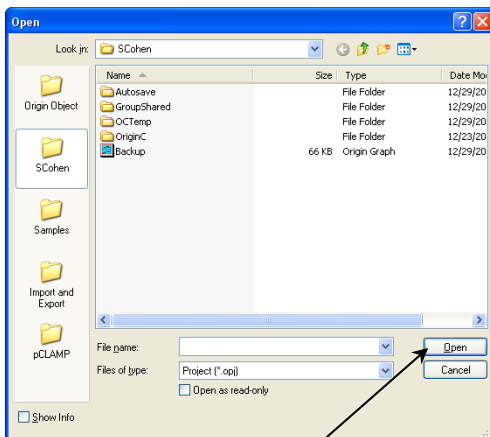 Open
Look in: SCohen
Name Size Type Date Mo
Autosave File Folder 12/29/20
GroupShared File Folder 12/29/20
OCTemp File Folder 12/29/20
OriginC File Folder 12/23/20
Backup 66 KB Origin Graph 12/29/20
Origin Object
SCohen
Samples
Import and
Export
pCLAMP
File name: Open
Files of type: Project (*.opj) Cancel
Open as read-only
Show Info